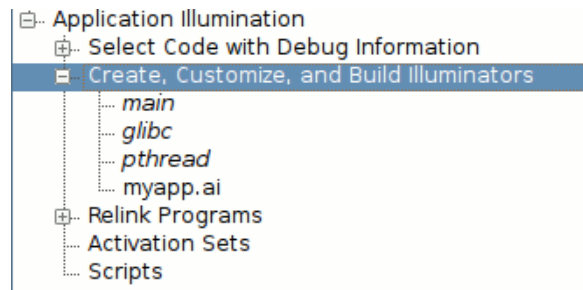 Application Illumination
Select Code with Debug Information
Create, Customize, and Build Illuminators
main
glibc
pthread
myapp.ai
Relink Programs
Activation Sets
Scripts